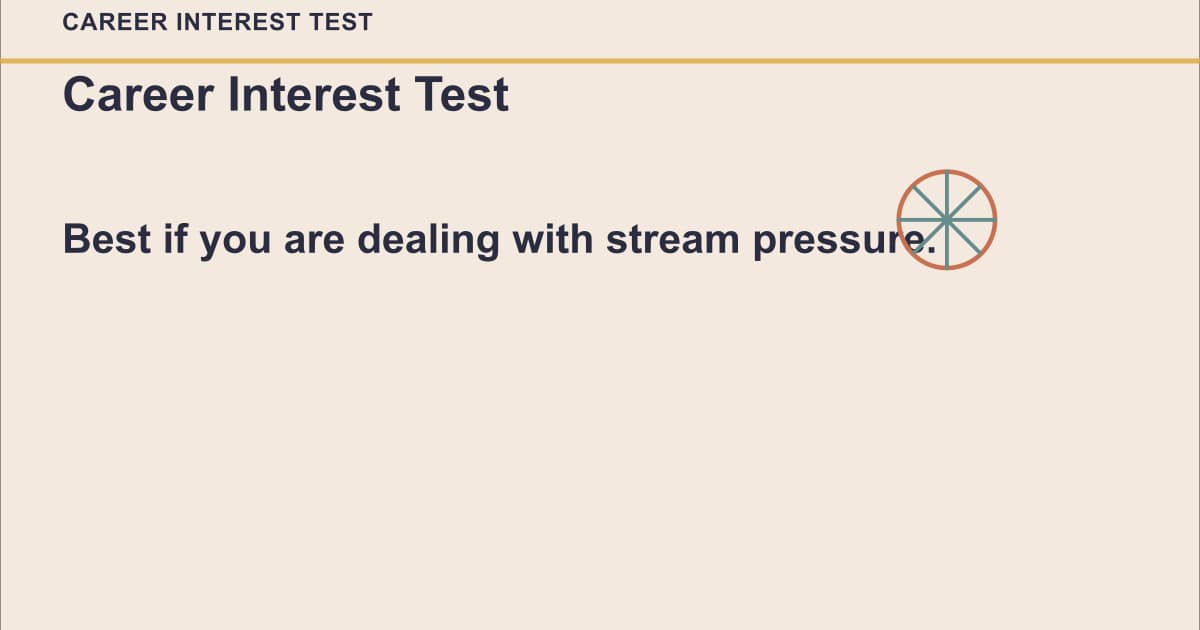 CAREER INTEREST TEST
Career Interest Test
Best if you are dealing with stream pressure.